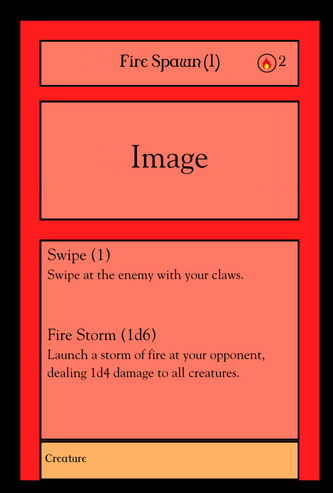 Fire Spawn (1) 2
Image
Swipe (1)
Swipe at the enemy with your claws.
Fire Storm (1d6)
Launch a storm of fire at your opponent,
dealing 1d4 damage to all creatures.
Creature